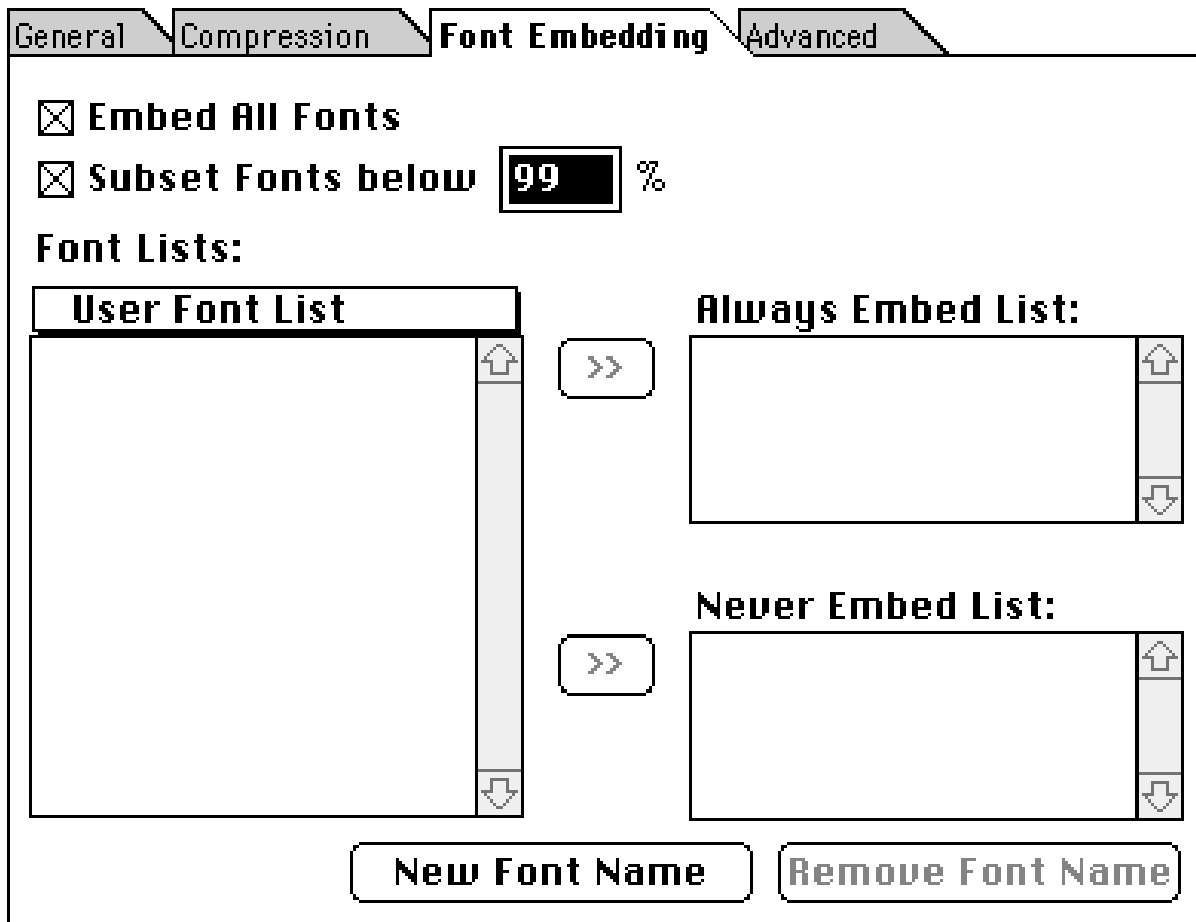 General Compression Font Embedding Advanced
Embed All Fonts
Subset Fonts below 99 %
Font Lists:
User Font List
Always Embed List:
>>
Never Embed List:
>>
New Font Name Remove Font Name